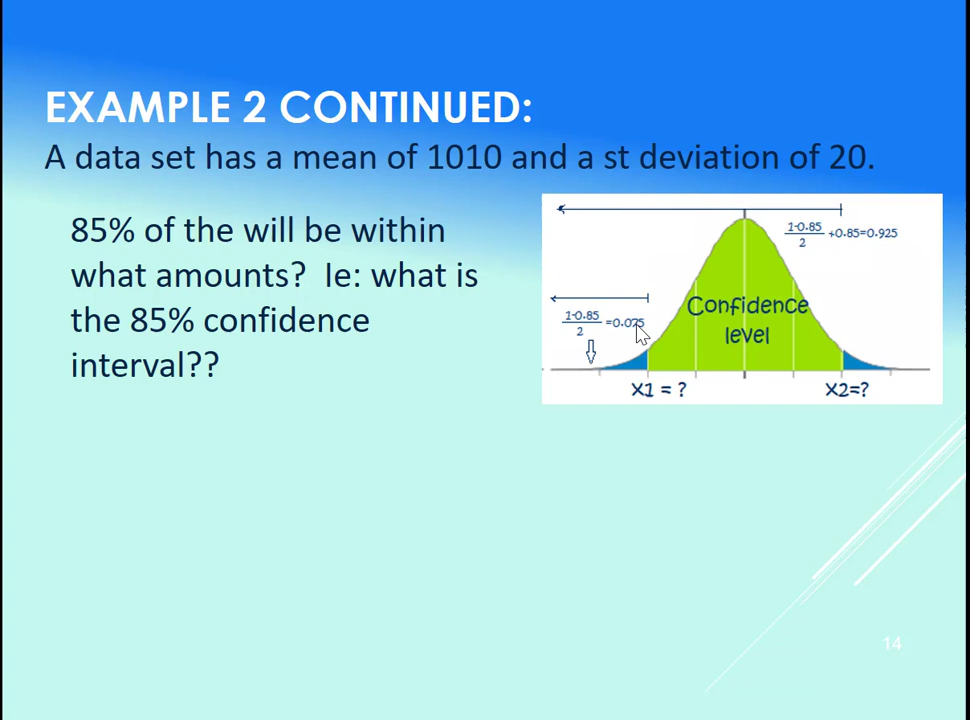 EXAMPLE 2 CONTINUED:
A data set has a mean of 1010 and a st deviation of 20.
85% of the will be within
what amounts? Ie: what is
the 85% confidence
interval??
1-0.85
2
+0.85=0.925
1-0.85
2
=0.075
Confidence
level
X1 = ?
X2=?
14